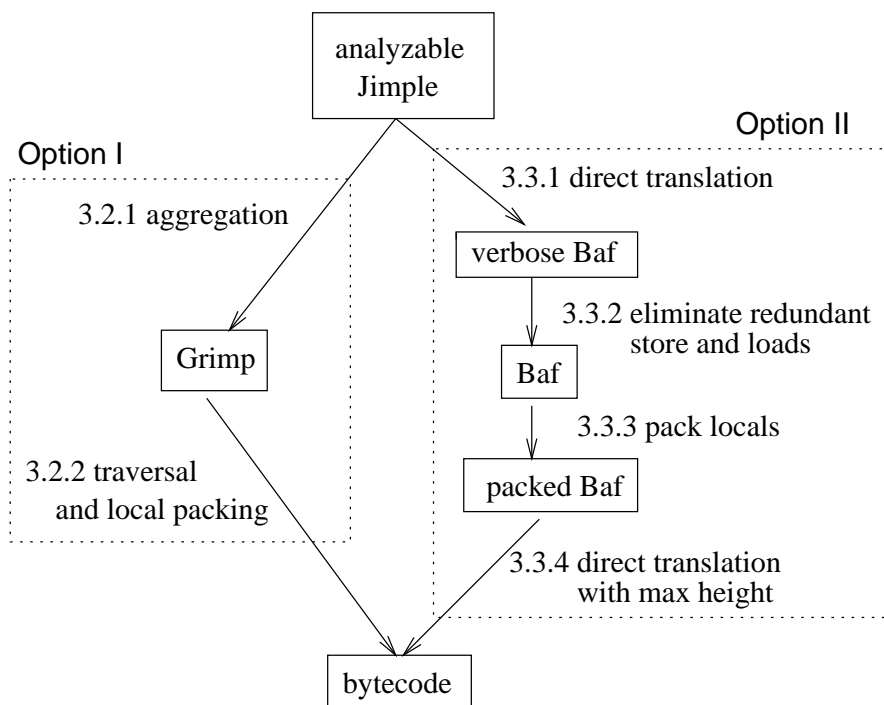 analyzable
Jimple
Option I
Option II
3.2.1 aggregation
3.3.1 direct translation
verbose Baf
3.3.2 eliminate redundant
store and loads
Grimp
Baf
3.3.3 pack locals
3.2.2 traversal
and local packing
packed Baf
3.3.4 direct translation
with max height
bytecode